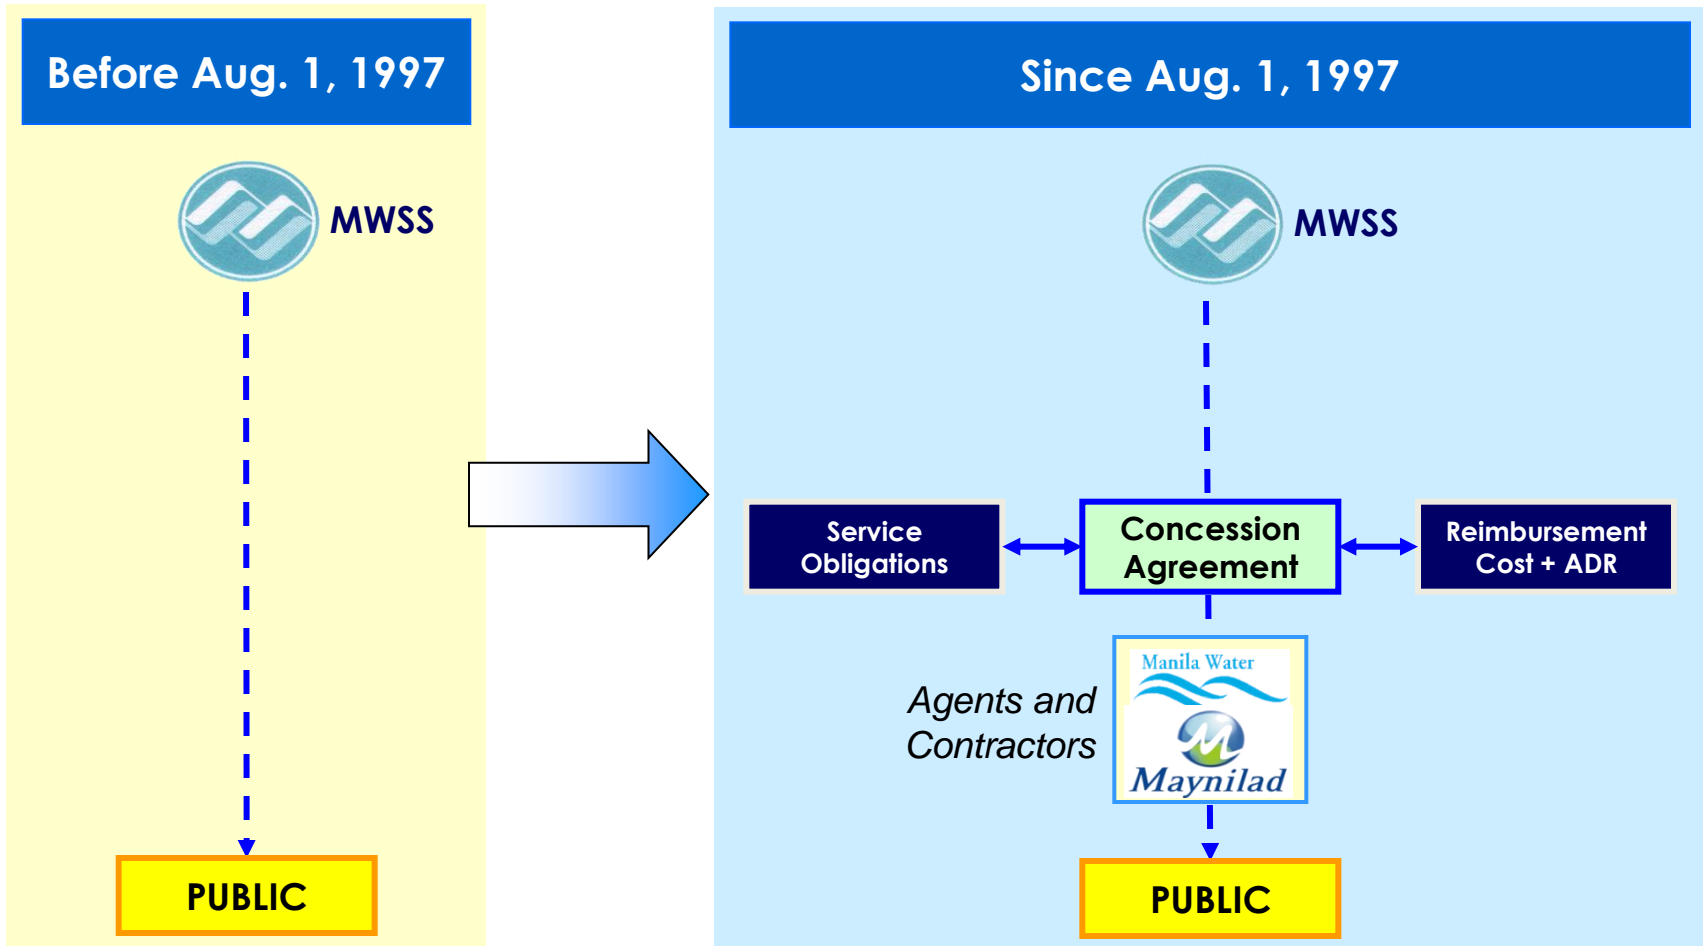 Before Aug. 1, 1997
MWSS
PUBLIC
Since Aug. 1, 1997
MWSS
Service
Obligations
Concession
Agreement
Reimbursement
Cost + ADR
Agents and
Contractors
Manila Water
Maynilad
PUBLIC